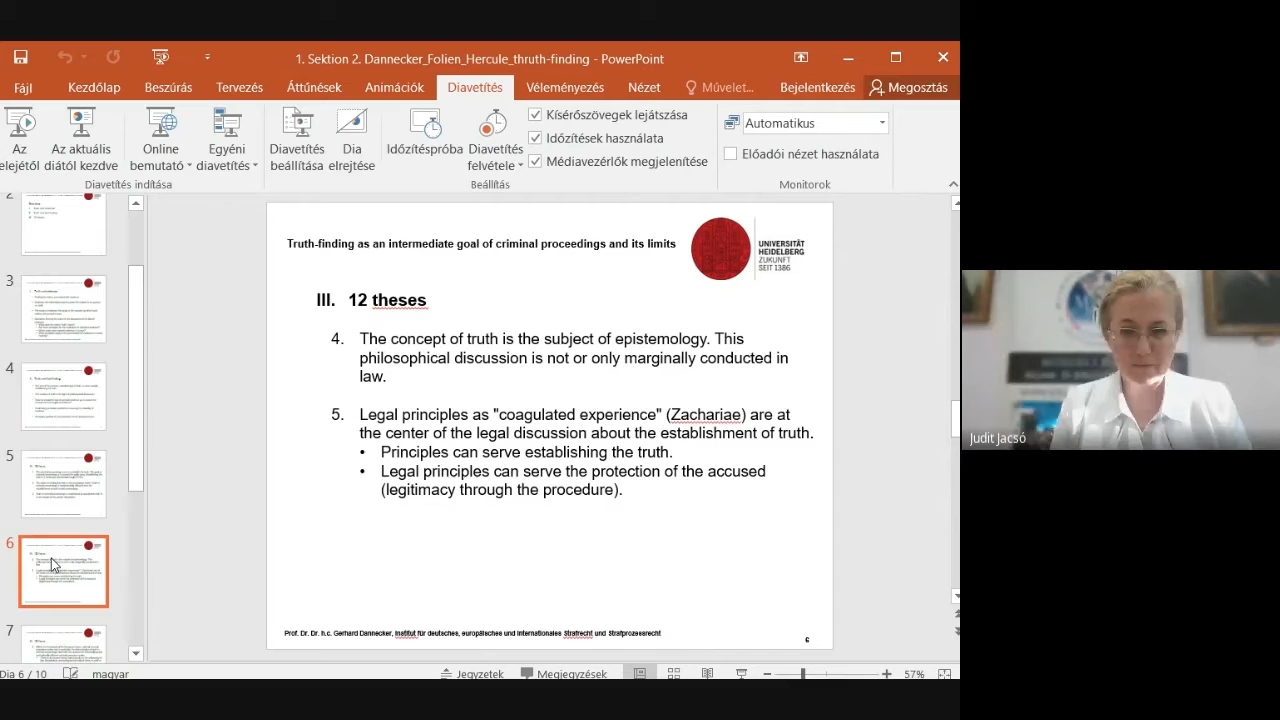 1. Sektion 2. Dannecker_Folien_Hercule_thruth-finding - PowerPoint
Fájl Kezdőlap Beszúrás Tervezés Áttűnések Animációk Diavetítés Véleményezés Nézet Művelet... Bejelentkezés Megosztás
Az elejétől
Az aktuális diától kezdve
Online bemutató
Egyéni diavetítés
Diavetítés beállítása
Dia elrejtése
Időzítéspróba
Diavetítés felvétele
Kísérőszövegek lejátszása
Időzítések használata
Médiavezérlők megjelenítése
Automatikus
Előadói nézet használata
Diavetítés indítása
Beállítás
Monitorok
2
3
4
5
6
7
Truth-finding as an intermediate goal of criminal proceedings and its limits
UNIVERSITÄT
HEIDELBERG
ZUKUNFT
SEIT 1386
III. 12 theses
4. The concept of truth is the subject of epistemology. This
philosophical discussion is not or only marginally conducted in
law.
5. Legal principles as "coagulated experience" (Zachariae) are at
the center of the legal discussion about the establishment of truth.
• Principles can serve establishing the truth.
• Legal principles can serve the protection of the accused
(legitimacy through the procedure).
Prof. Dr. Dr. h.c. Gerhard Dannecker, Institut für deutsches, europäisches und internationales Strafrecht und Strafprozessrecht
6
Judit Jacsó
Dia 6 / 10 magyar Jegyzetek Megjegyzések 57%